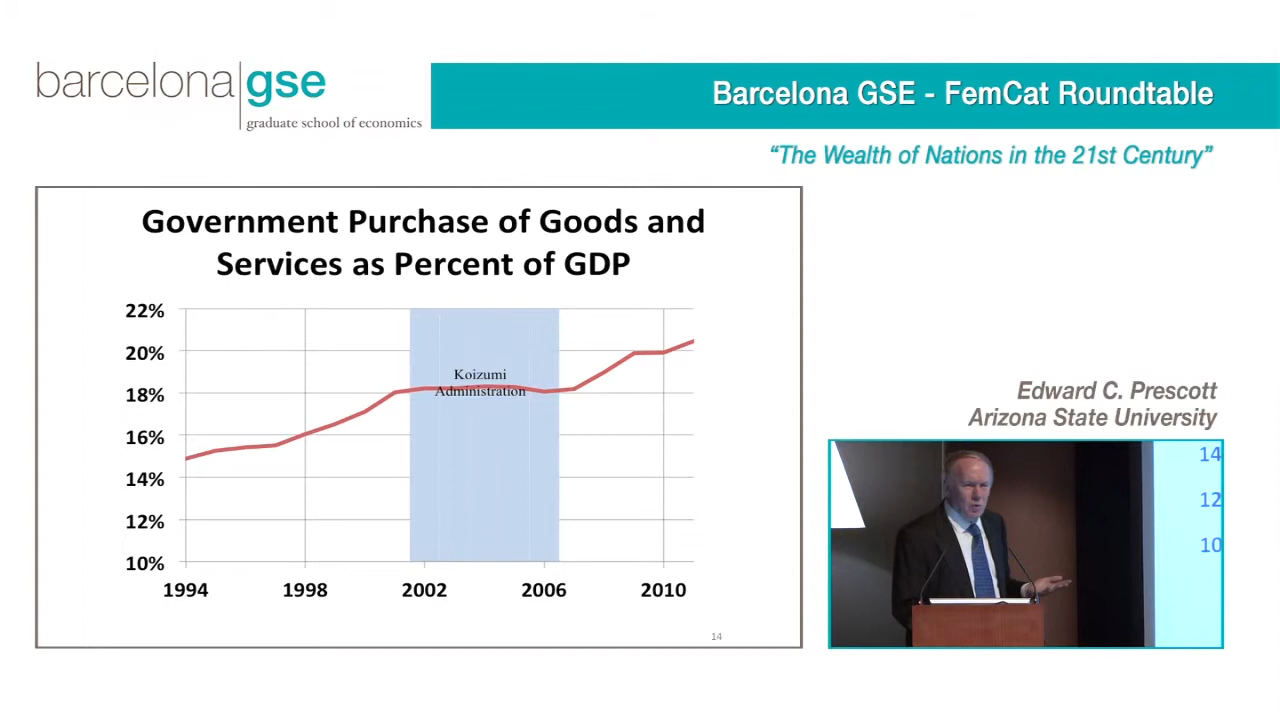 barcelona gse
graduate school of economics
Barcelona GSE - FemCat Roundtable
“The Wealth of Nations in the 21st Century”
Government Purchase of Goods and
Services as Percent of GDP
22%
20%
18%
16%
14%
12%
10%
Koizumi
Administration
1994 1998 2002 2006 2010
14
Edward C. Prescott
Arizona State University
14
12
10